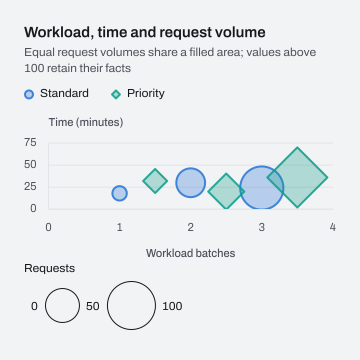 Workload, time and request volume
Equal request volumes share a filled area; values above
100 retain their facts
Standard
Priority
Time (minutes)
75
50
25
0
0 1 2 3 4
Workload batches
Requests
0 50 100